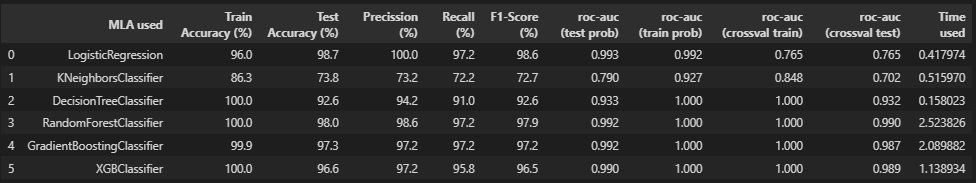 MLA used Train Accuracy (%) Test Accuracy (%) Precission (%) Recall (%) F1-Score (%) roc-auc (test prob) roc-auc (train prob) roc-auc (crossval train) roc-auc (crossval test) Time used
0 LogisticRegression 96.0 98.7 100.0 97.2 98.6 0.993 0.992 0.765 0.765 0.417974
1 KNeighborsClassifier 86.3 73.8 73.2 72.2 72.7 0.790 0.927 0.848 0.702 0.515970
2 DecisionTreeClassifier 100.0 92.6 94.2 91.0 92.6 0.933 1.000 1.000 0.932 0.158023
3 RandomForestClassifier 100.0 98.0 98.6 97.2 97.9 0.992 1.000 1.000 0.990 2.523826
4 GradientBoostingClassifier 99.9 97.3 97.2 97.2 97.2 0.992 1.000 1.000 0.987 2.089882
5 XGBClassifier 100.0 96.6 97.2 95.8 96.5 0.990 1.000 1.000 0.989 1.138934